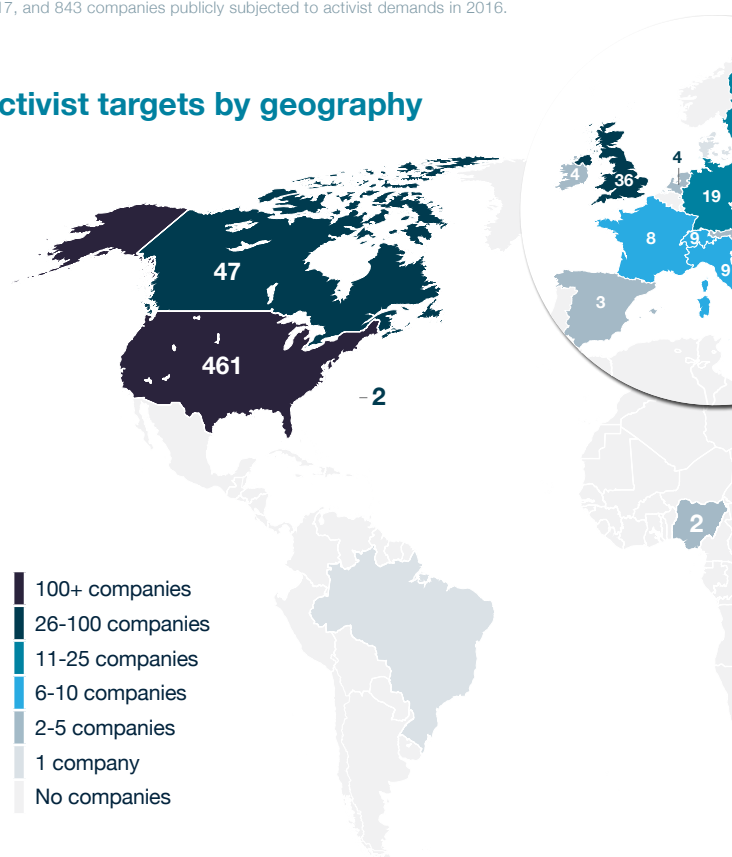 17, and 843 companies publicly subjected to activist demands in 2016.
ctivist targets by geography
47
461
2
4
36
4
19
8
9
9
3
2
100+ companies
26-100 companies
11-25 companies
6-10 companies
2-5 companies
1 company
No companies